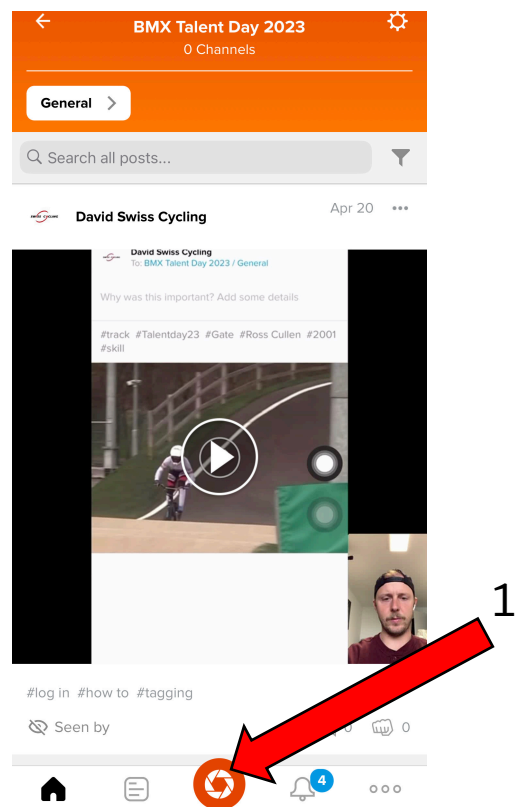 BMX Talent Day 2023
0 Channels
General
Search all posts...
David Swiss Cycling
Apr 20
David Swiss Cycling
To: BMX Talent Day 2023 / General
Why was this important? Add some details
#track #Talentday23 #Gate #Ross Cullen #2001
#skill
1
#log in #how to #tagging
Seen by
0
0
4